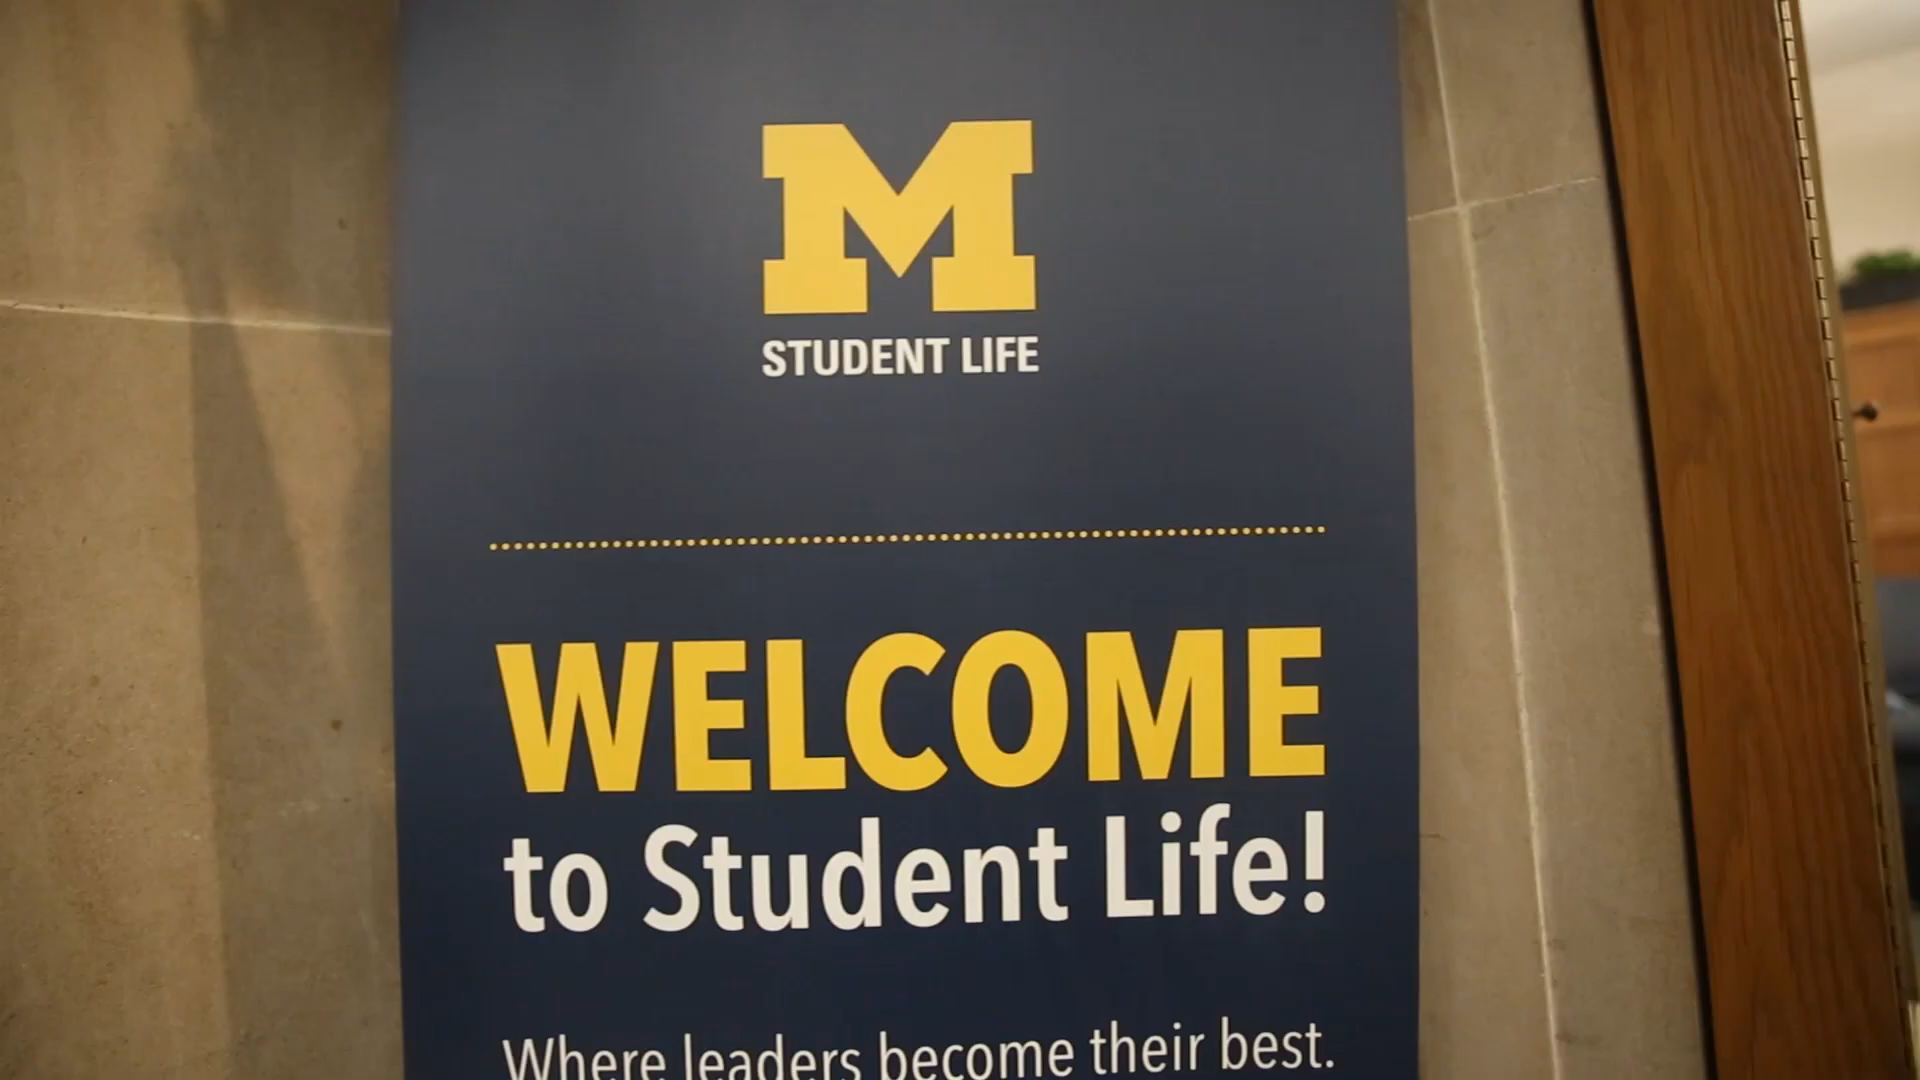 M
STUDENT LIFE
WELCOME
to Student Life!
Where leaders become their best.